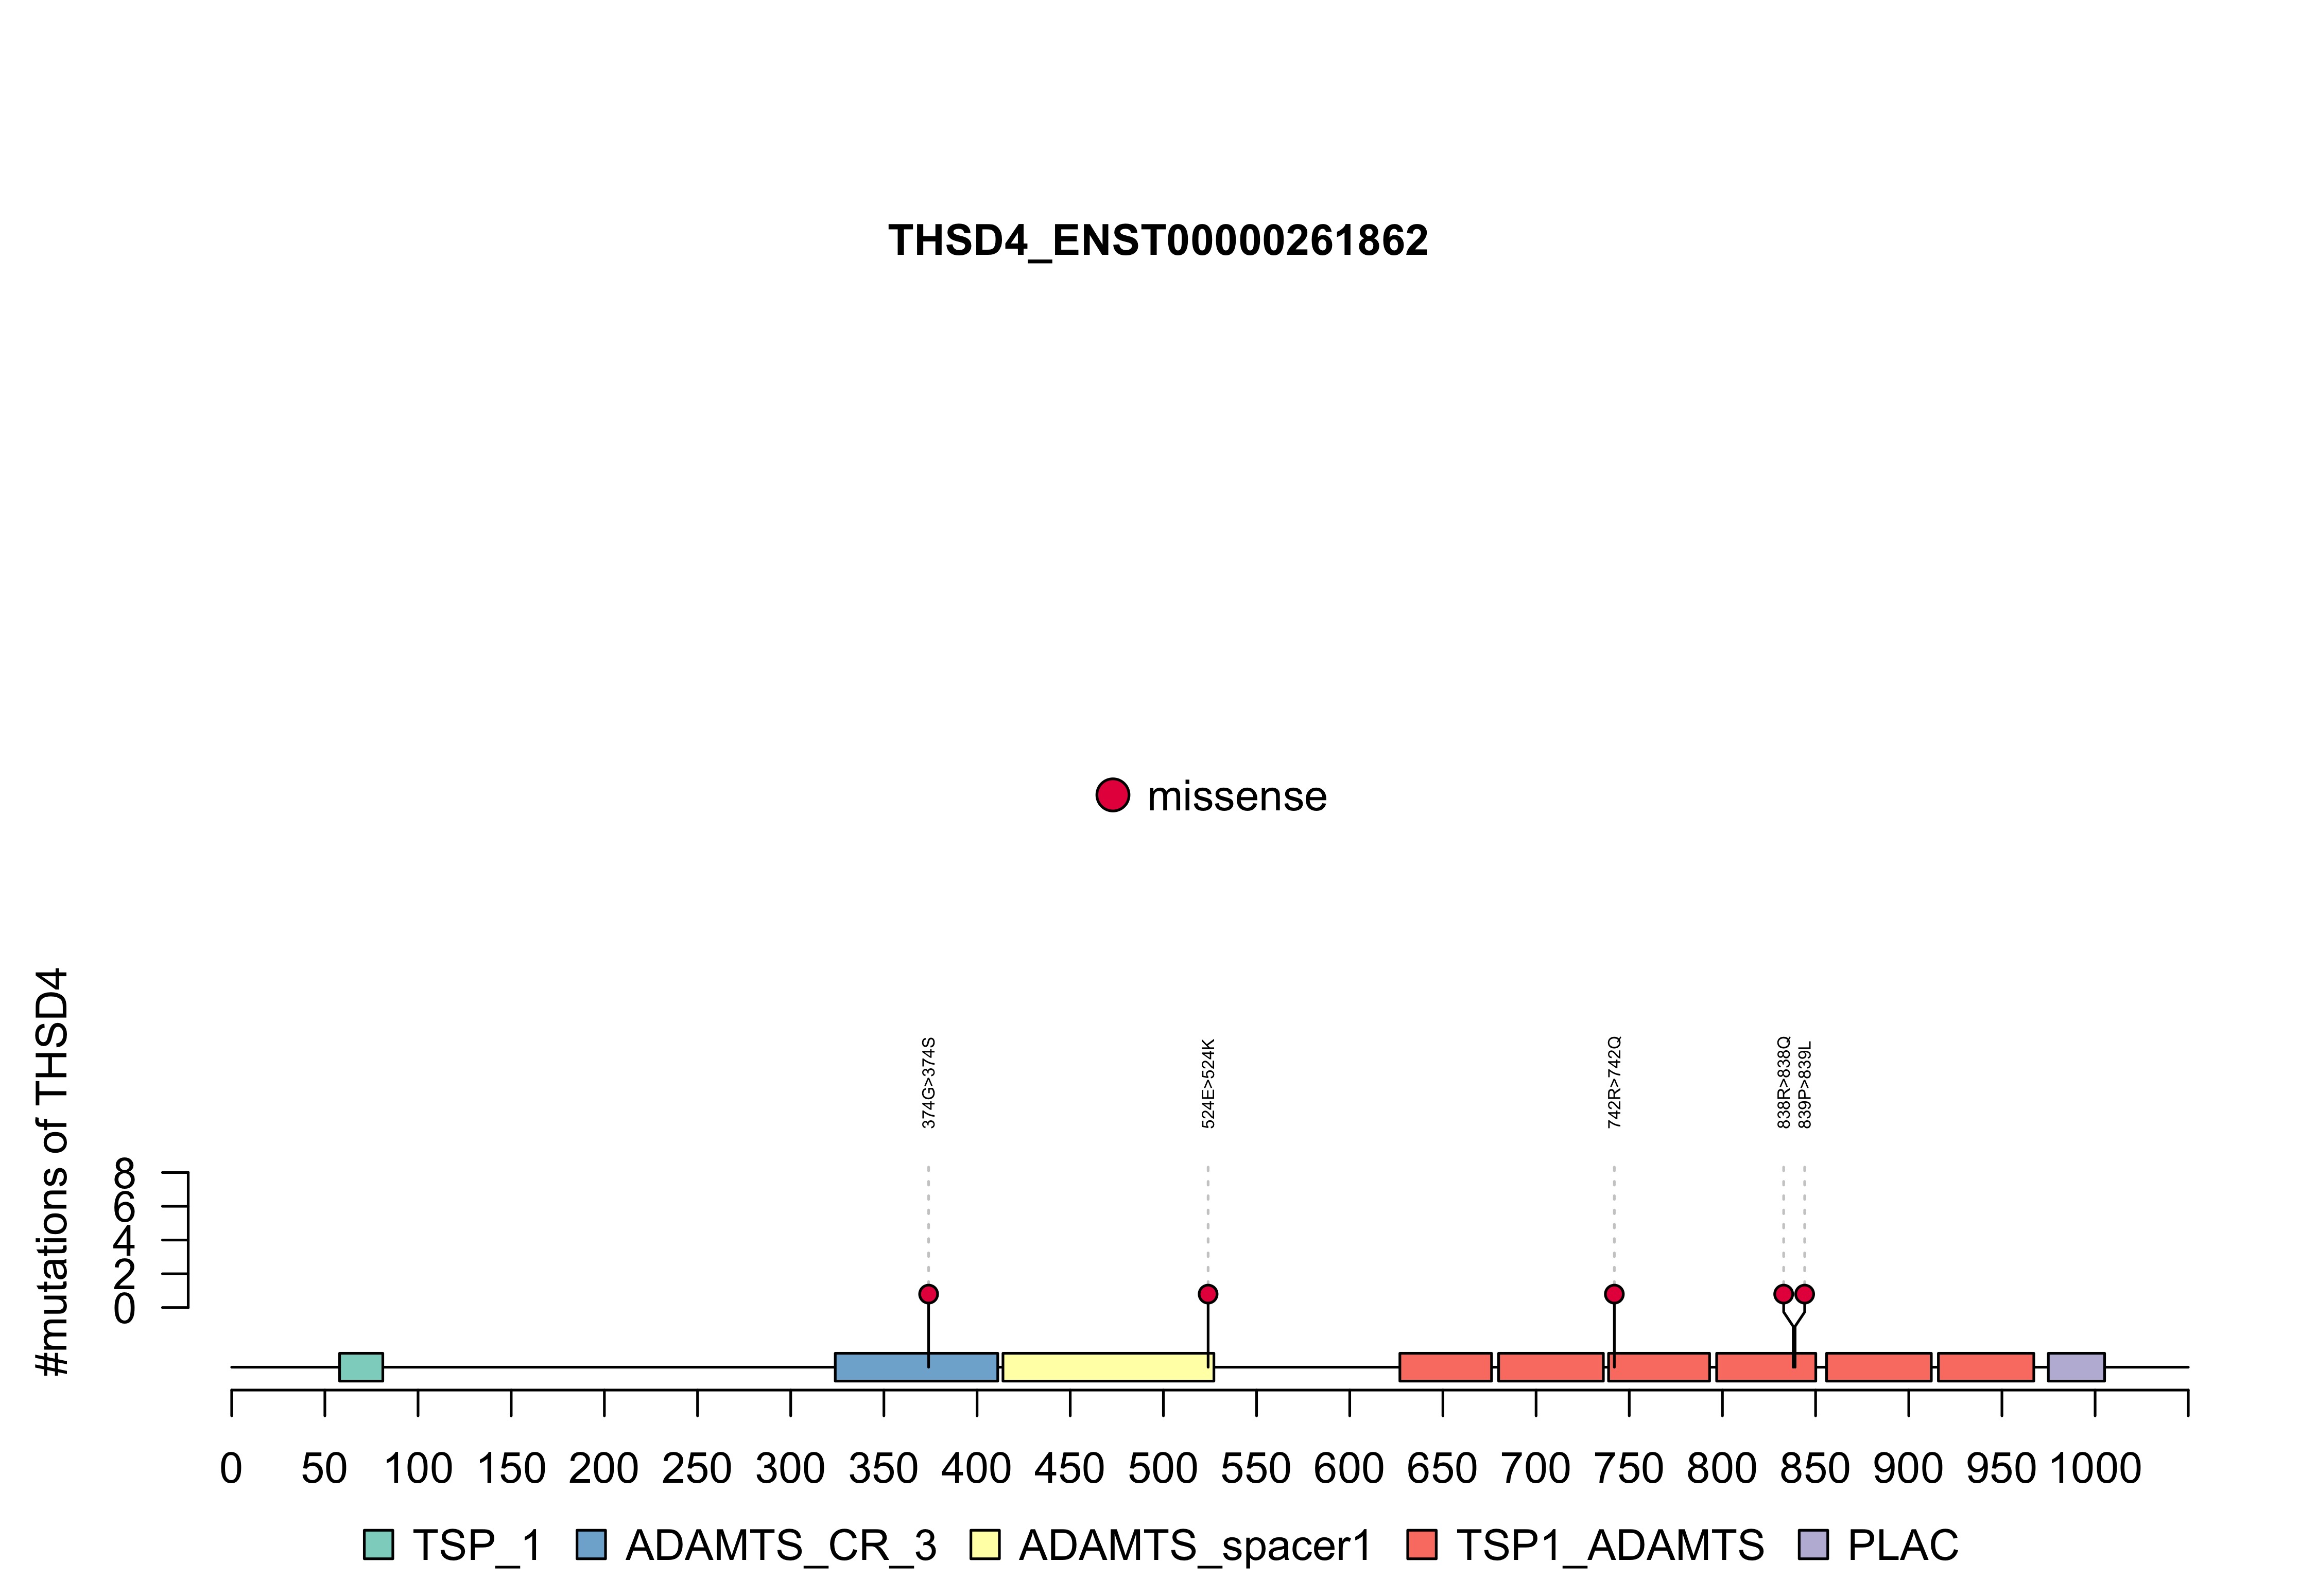 THSD4_ENST00000261862
missense
#mutations of THSD4
374G>374S
524E>524K
742R>742Q
838R>838Q
839P>839L
8
6
4
2
0
0 50 100 150 200 250 300 350 400 450 500 550 600 650 700 750 800 850 900 950 1000
TSP_1 ADAMTS_CR_3 ADAMTS_spacer1 TSP1_ADAMTS PLAC